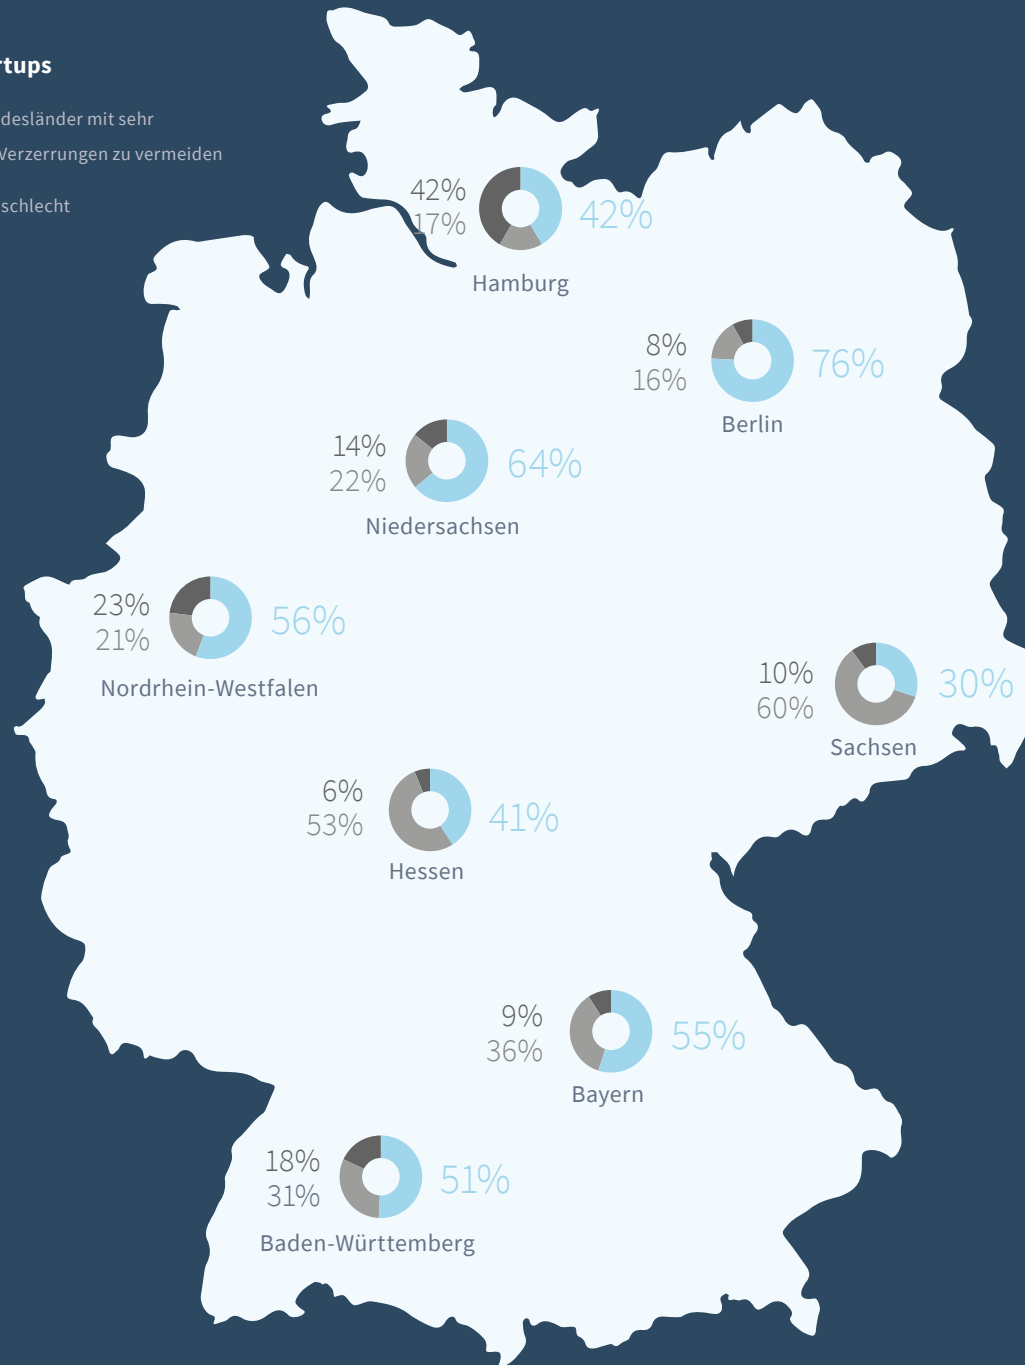 rtups
desländer mit sehr
Verzerrungen zu vermeiden
schlecht
42%
17%
42%
Hamburg
8%
16%
76%
Berlin
14%
22%
64%
Niedersachsen
23%
21%
56%
Nordrhein-Westfalen
10%
60%
30%
Sachsen
6%
53%
41%
Hessen
9%
36%
55%
Bayern
18%
31%
51%
Baden-Württemberg